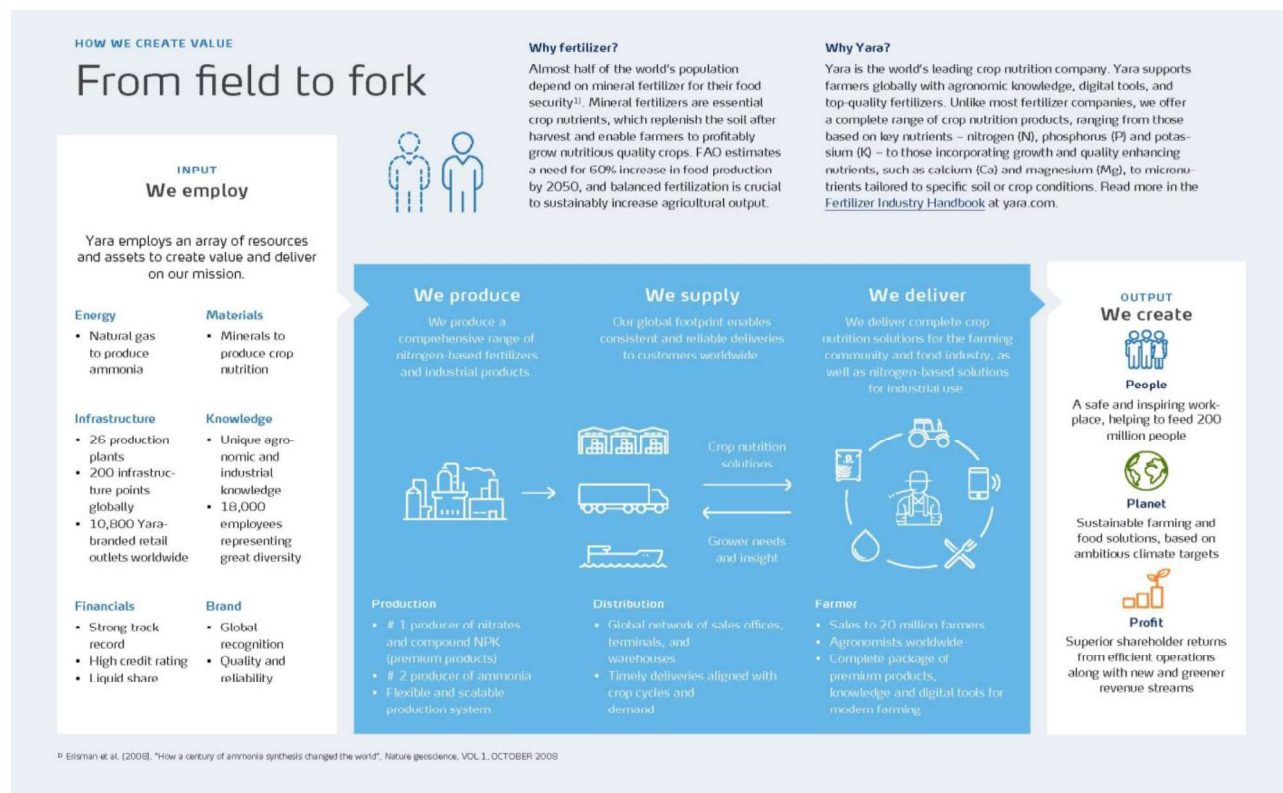 HOW WE CREATE VALUE
From field to fork
Why fertilizer?
Almost half of the world's population
depend on mineral fertilizer for their food
security¹⁾. Mineral fertilizers are essential
crop nutrients, which replenish the soil after
harvest and enable farmers to profitably
grow nutritious quality crops. FAO estimates
a need for 60% increase in food production
by 2050, and balanced fertilization is crucial
to sustainably increase agricultural output.
Why Yara?
Yara is the world's leading crop nutrition company. Yara supports
farmers globally with agronomic knowledge, digital tools, and
top-quality fertilizers. Unlike most fertilizer companies, we offer
a complete range of crop nutrition products, ranging from those
based on key nutrients – nitrogen (N), phosphorus (P) and potas-
sium (K) – to those incorporating growth and quality enhancing
nutrients, such as calcium (Ca) and magnesium (Mg), to micronu-
trients tailored to specific soil or crop conditions. Read more in the
Fertilizer Industry Handbook at yara.com.
INPUT
We employ
Yara employs an array of resources
and assets to create value and deliver
on our mission.
Energy
• Natural gas
to produce
ammonia
Materials
• Minerals to
produce crop
nutrition
Infrastructure
• 26 production
plants
• 200 infrastruc-
ture points
globally
• 10,800 Yara-
branded retail
outlets worldwide
Knowledge
• Unique agro-
nomic and
industrial
knowledge
• 18,000
employees
representing
great diversity
Financials
• Strong track
record
• High credit rating
• Liquid share
Brand
• Global
recognition
• Quality and
reliability
We produce
We produce a
comprehensive range of
nitrogen-based fertilizers
and industrial products.
We supply
Our global footprint enables
consistent and reliable deliveries
to customers worldwide
We deliver
We deliver complete crop
nutrition solutions for the farming
community and food industry, as
well as nitrogen-based solutions
for industrial use.
Crop nutrition
solutions
Grower needs
and insight
Production
• # 1 producer of nitrates
and compound NPK
(premium products)
• # 2 producer of ammonia
• Flexible and scalable
production system
Distribution
• Global network of sales offices,
terminals, and
warehouses
• Timely deliveries aligned with
crop cycles and
demand
Farmer
• Sales to 20 million farmers
• Agronomists worldwide
• Complete package of
premium products,
knowledge and digital tools for
modern farming
OUTPUT
We create
People
A safe and inspiring work-
place, helping to feed 200
million people
Planet
Sustainable farming and
food solutions, based on
ambitious climate targets
Profit
Superior shareholder returns
from efficient operations
along with new and greener
revenue streams
¹⁾ Erisman et al. (2008). "How a century of ammonia synthesis changed the world", Nature geoscience, VOL 1, OCTOBER 2008